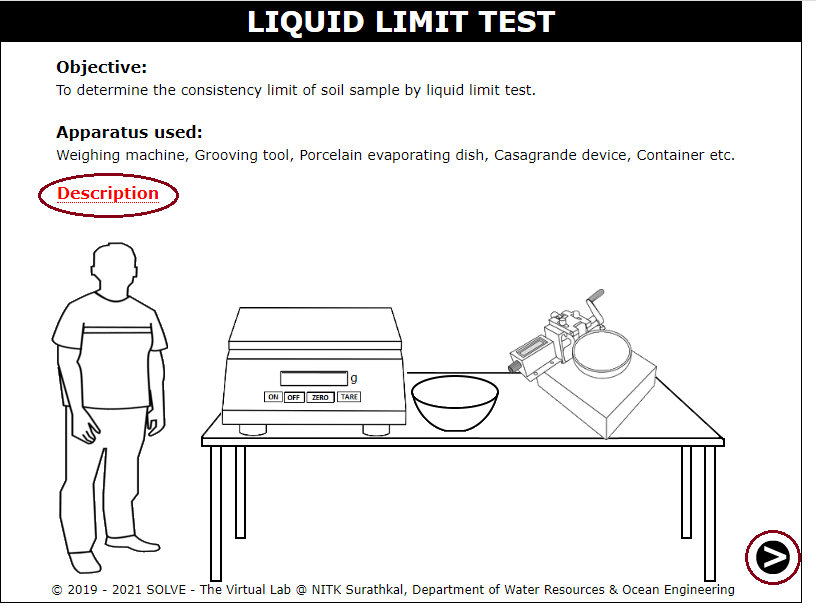 LIQUID LIMIT TEST
Objective:
To determine the consistency limit of soil sample by liquid limit test.
Apparatus used:
Weighing machine, Grooving tool, Porcelain evaporating dish, Casagrande device, Container etc.
Description
g
ON OFF ZERO TARE
© 2019 - 2021 SOLVE - The Virtual Lab @ NITK Surathkal, Department of Water Resources & Ocean Engineering